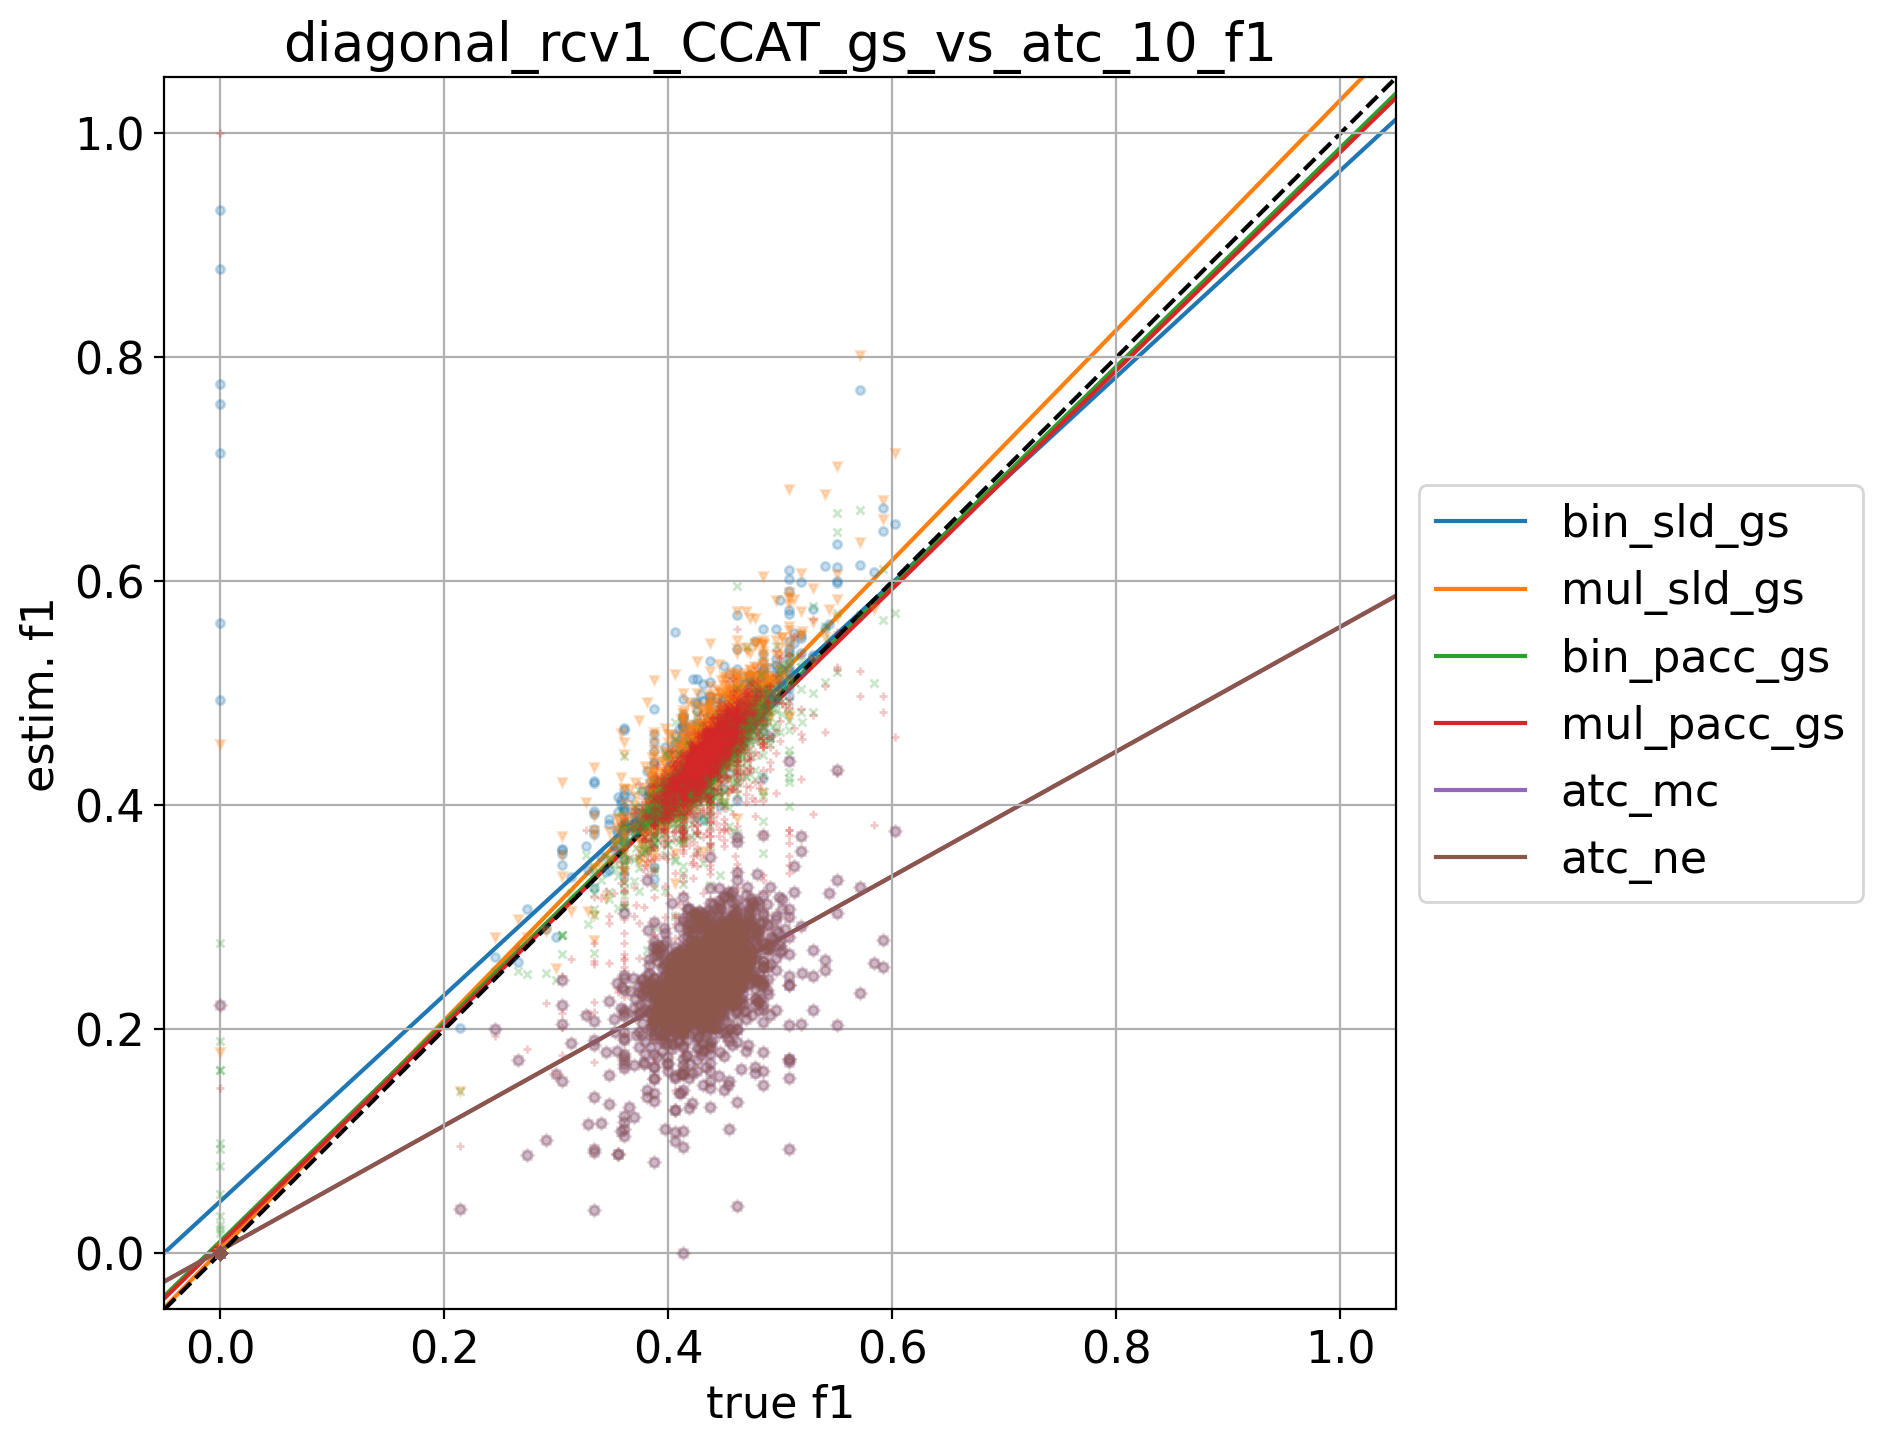 diagonal_rcv1_CCAT_gs_vs_atc_10_f1
1.0
0.8
0.6
0.4
0.2
0.0
estim. f1
0.0 0.2 0.4 0.6 0.8 1.0
true f1
bin_sld_gs
mul_sld_gs
bin_pacc_gs
mul_pacc_gs
atc_mc
atc_ne